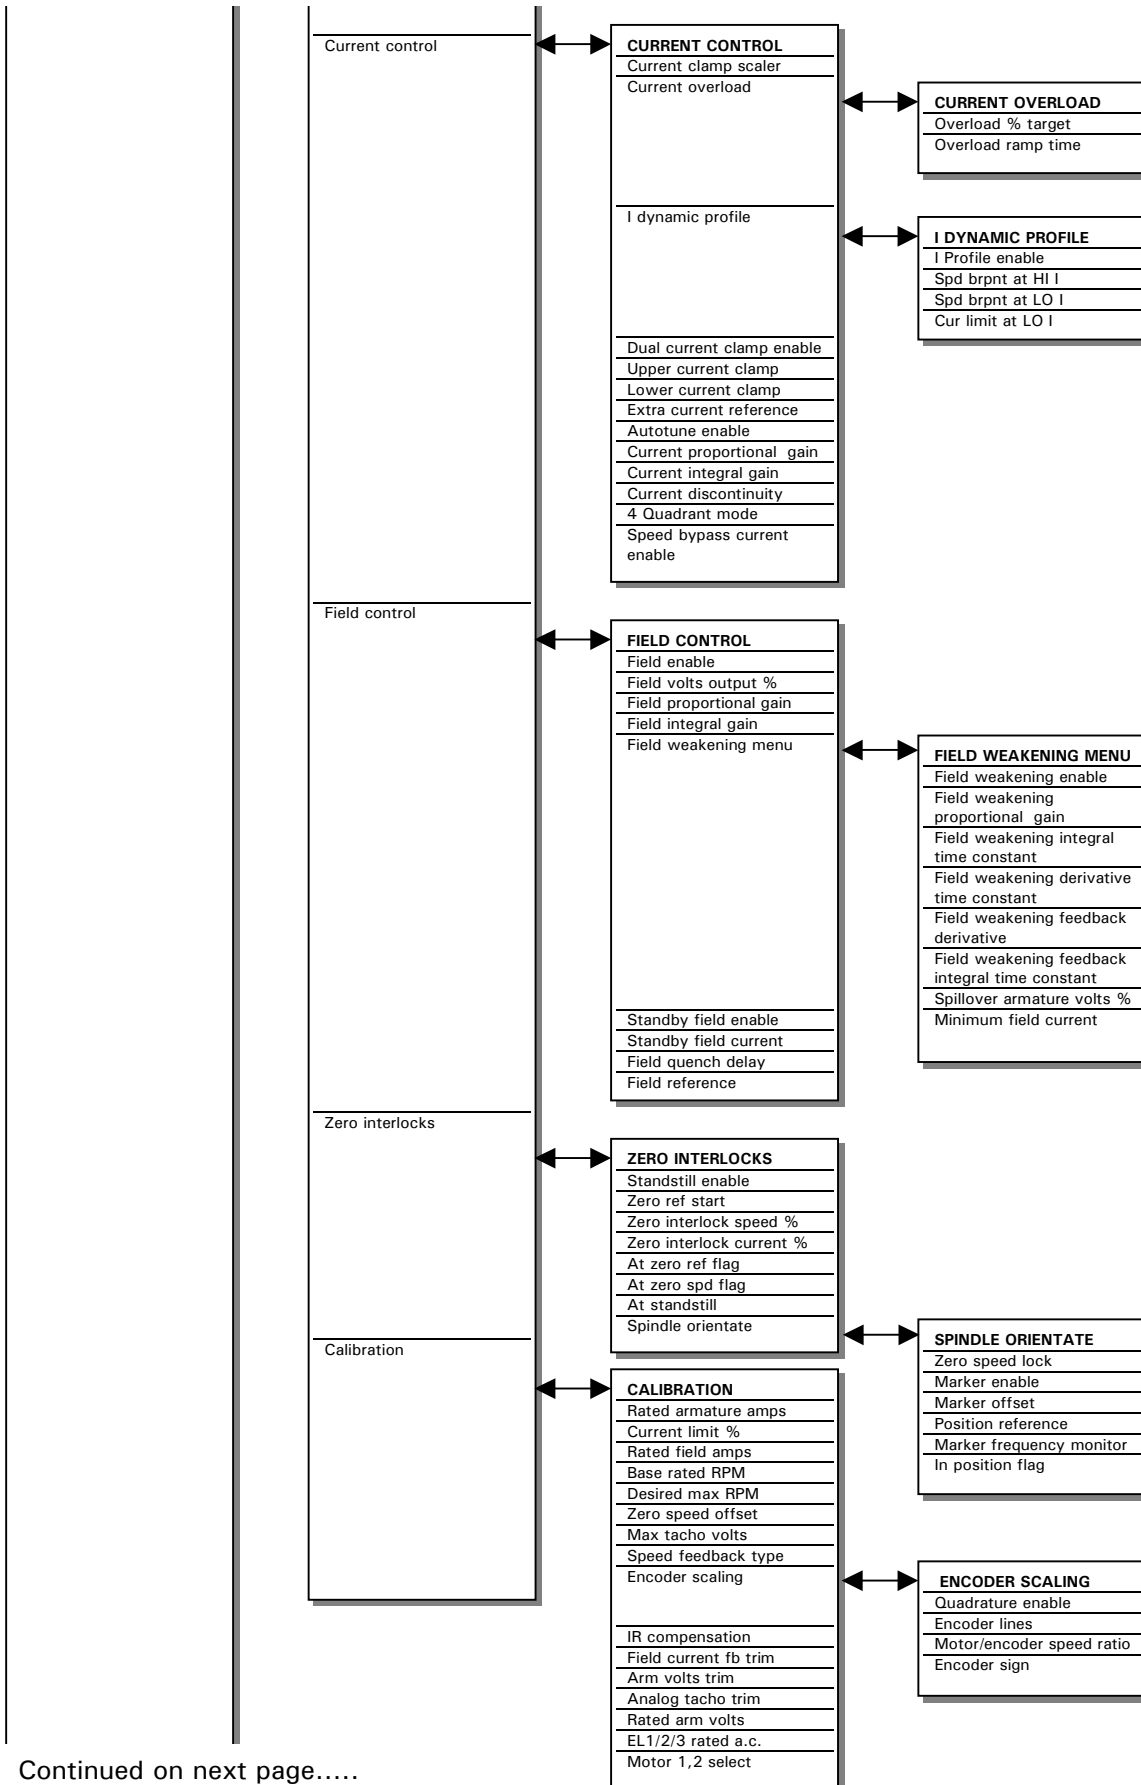 Current control
CURRENT CONTROL
Current clamp scaler
Current overload
CURRENT OVERLOAD
Overload % target
Overload ramp time
I dynamic profile
I DYNAMIC PROFILE
I Profile enable
Spd brpnt at HI I
Spd brpnt at LO I
Cur limit at LO I
Dual current clamp enable
Upper current clamp
Lower current clamp
Extra current reference
Autotune enable
Current proportional gain
Current integral gain
Current discontinuity
4 Quadrant mode
Speed bypass current
enable
Field control
FIELD CONTROL
Field enable
Field volts output %
Field proportional gain
Field integral gain
Field weakening menu
FIELD WEAKENING MENU
Field weakening enable
Field weakening
proportional gain
Field weakening integral
time constant
Field weakening derivative
time constant
Field weakening feedback
derivative
Field weakening feedback
integral time constant
Spillover armature volts %
Minimum field current
Standby field enable
Standby field current
Field quench delay
Field reference
Zero interlocks
ZERO INTERLOCKS
Standstill enable
Zero ref start
Zero interlock speed %
Zero interlock current %
At zero ref flag
At zero spd flag
At standstill
Spindle orientate
SPINDLE ORIENTATE
Zero speed lock
Marker enable
Marker offset
Position reference
Marker frequency monitor
In position flag
Calibration
CALIBRATION
Rated armature amps
Current limit %
Rated field amps
Base rated RPM
Desired max RPM
Zero speed offset
Max tacho volts
Speed feedback type
Encoder scaling
ENCODER SCALING
Quadrature enable
Encoder lines
Motor/encoder speed ratio
Encoder sign
IR compensation
Field current fb trim
Arm volts trim
Analog tacho trim
Rated arm volts
EL1/2/3 rated a.c.
Motor 1,2 select
Continued on next page.....